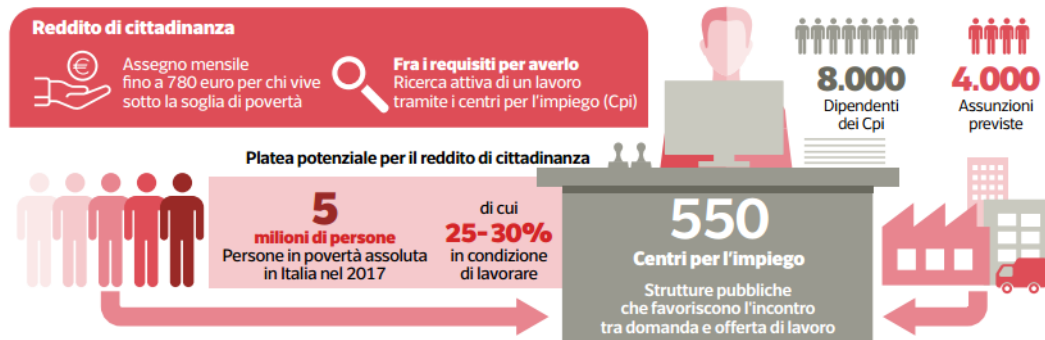 Reddito di cittadinanza
€
Assegno mensile
fino a 780 euro per chi vive
sotto la soglia di povertà
Fra i requisiti per averlo
Ricerca attiva di un lavoro
tramite i centri per l'impiego (Cpi)
8.000
Dipendenti
dei Cpi
4.000
Assunzioni
previste
Platea potenziale per il reddito di cittadinanza
5
milioni di persone
Persone in povertà assoluta
in Italia nel 2017
di cui
25-30%
in condizione
di lavorare
550
Centri per l'impiego
Strutture pubbliche
che favoriscono l'incontro
tra domanda e offerta di lavoro